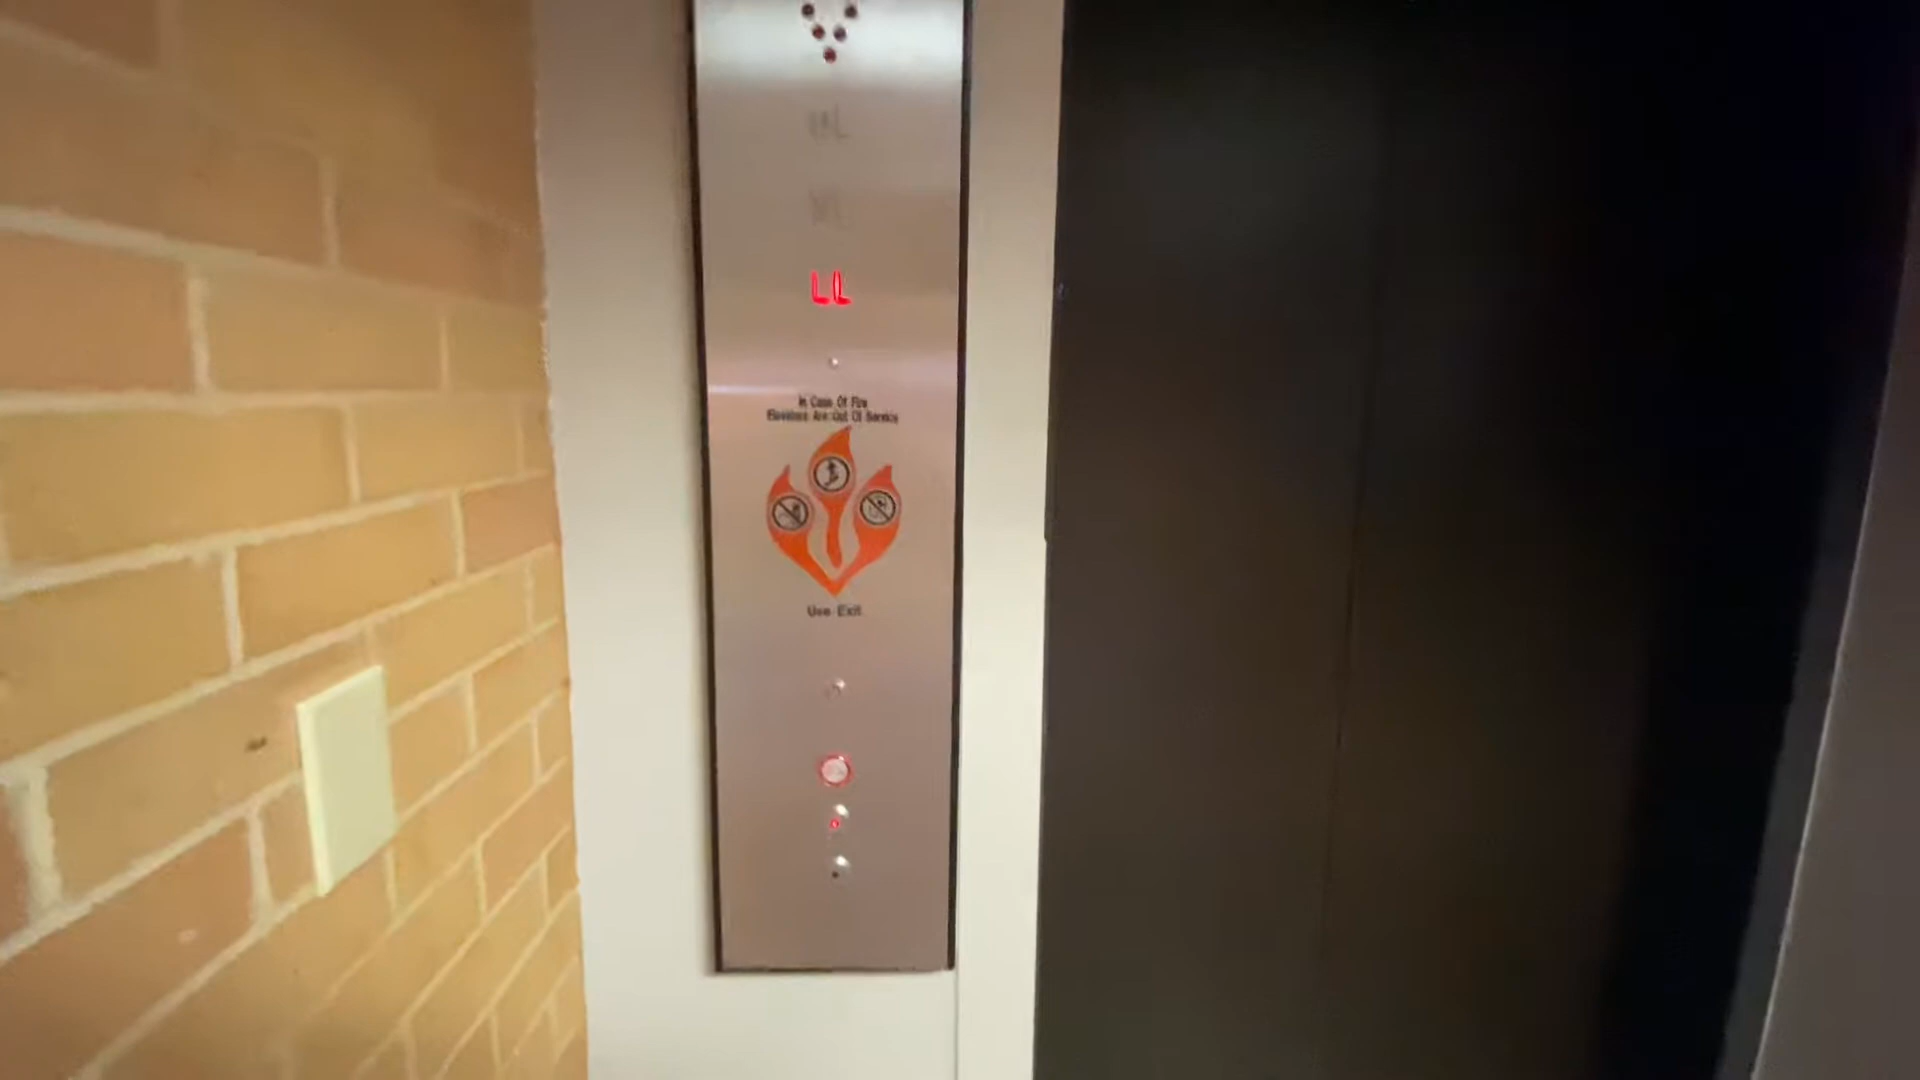 LL
In Case Of Fire
Elevators Are Out Of Service
Use Exit